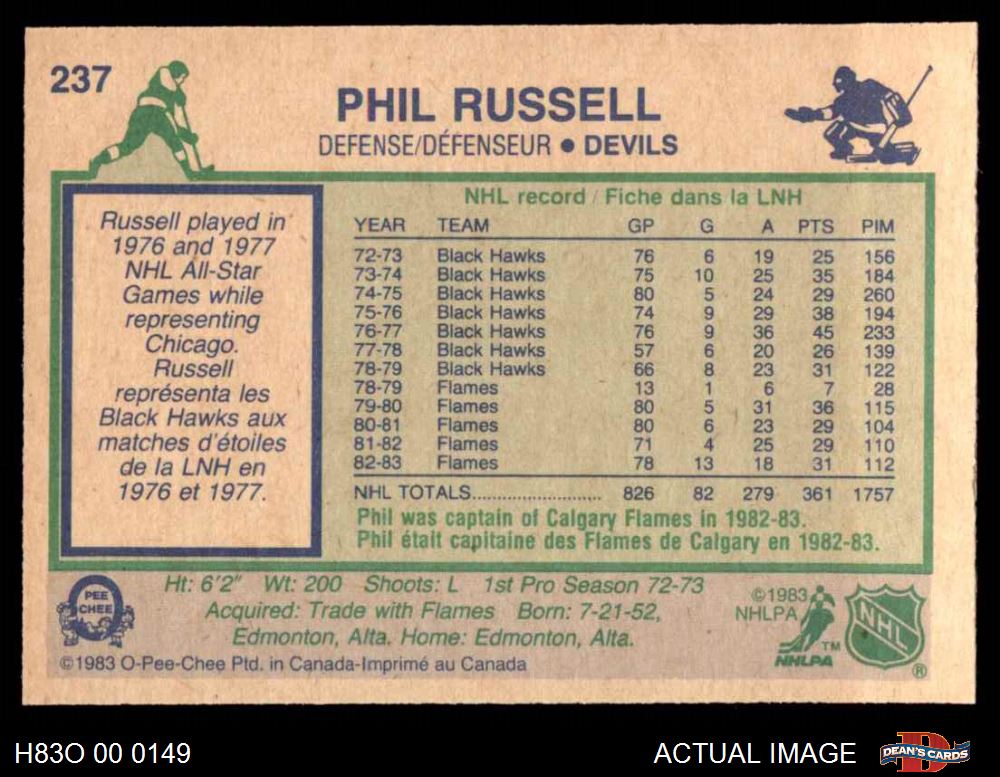 237
PHIL RUSSELL
DEFENSE/DÉFENSEUR ● DEVILS
Russell played in
1976 and 1977
NHL All-Star
Games while
representing
Chicago.
Russell
représenta les
Black Hawks aux
matches d'étoiles
de la LNH en
1976 et 1977.
NHL record / Fiche dans la LNH
YEAR TEAM GP G A PTS PIM
72-73 Black Hawks 76 6 19 25 156
73-74 Black Hawks 75 10 25 35 184
74-75 Black Hawks 80 5 24 29 260
75-76 Black Hawks 74 9 29 38 194
76-77 Black Hawks 76 9 36 45 233
77-78 Black Hawks 57 6 20 26 139
78-79 Black Hawks 66 8 23 31 122
78-79 Flames 13 1 6 7 28
79-80 Flames 80 5 31 36 115
80-81 Flames 80 6 23 29 104
81-82 Flames 71 4 25 29 110
82-83 Flames 78 13 18 31 112
NHL TOTALS............................ 826 82 279 361 1757
Phil was captain of Calgary Flames in 1982-83.
Phil était capitaine des Flames de Calgary en 1982-83.
PEE
CHEE
Ht: 6'2" Wt: 200 Shoots: L 1st Pro Season 72-73
Acquired: Trade with Flames Born: 7-21-52,
Edmonton, Alta. Home: Edmonton, Alta.
©1983
NHLPA
TM
NHLPA
NHL
®
©1983 O-Pee-Chee Ptd. in Canada-Imprimé au Canada
H83O 00 0149
ACTUAL IMAGE
DEAN'S CARDS